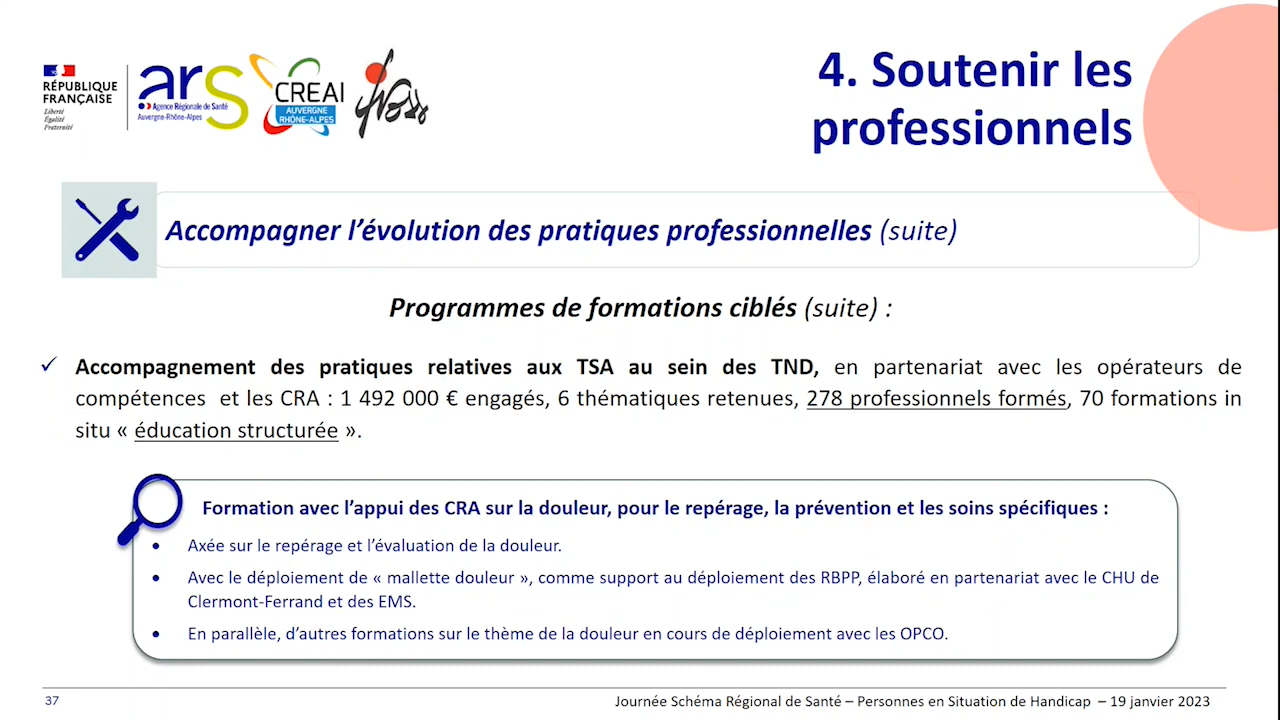 RÉPUBLIQUE
FRANÇAISE
Liberté
Égalité
Fraternité
ars
Agence Régionale de Santé
Auvergne-Rhône-Alpes
CREAI
AUVERGNE
RHÔNE-ALPES
4. Soutenir les
professionnels
Accompagner l’évolution des pratiques professionnelles (suite)
Programmes de formations ciblés (suite) :
✓ Accompagnement des pratiques relatives aux TSA au sein des TND, en partenariat avec les opérateurs de
compétences et les CRA : 1 492 000 € engagés, 6 thématiques retenues, 278 professionnels formés, 70 formations in
situ « éducation structurée ».
Formation avec l’appui des CRA sur la douleur, pour le repérage, la prévention et les soins spécifiques :
• Axée sur le repérage et l’évaluation de la douleur.
• Avec le déploiement de « mallette douleur », comme support au déploiement des RBPP, élaboré en partenariat avec le CHU de
Clermont-Ferrand et des EMS.
• En parallèle, d’autres formations sur le thème de la douleur en cours de déploiement avec les OPCO.
37
Journée Schéma Régional de Santé – Personnes en Situation de Handicap – 19 janvier 2023